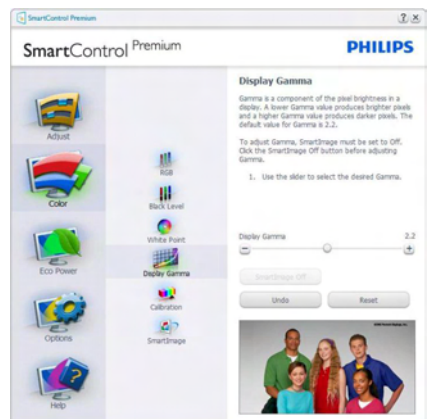 SmartControl Premium
SmartControl Premium
PHILIPS
Adjust
Color
Eco Power
Options
Help
RGB
Black Level
White Point
Display Gamma
Calibration
SmartImage
Display Gamma
Gamma is a component of the pixel brightness in a
display. A lower Gamma value produces brighter pixels
and a higher Gamma value produces darker pixels. The
default value for Gamma is 2.2.
To adjust Gamma, SmartImage must be set to Off.
Click the SmartImage Off button before adjusting
Gamma.
1. Use the slider to select the desired Gamma.
Display Gamma 2.2
SmartImage Off
Undo Reset